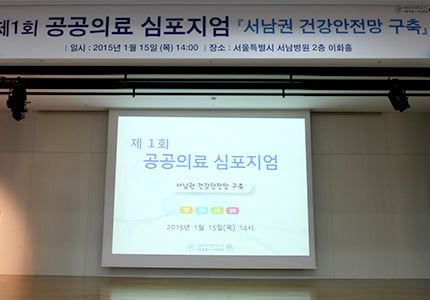 제1회 공공의료 심포지엄 『서남권 건강안전망 구축』
| 일시 : 2015년 1월 15일 (목) 14:00 | 장소 : 서울특별시 서남병원 2층 이화홀
제 1회
공공의료 심포지엄
서남권 건강안전망 구축
2015년 1월 15일(목) 14시